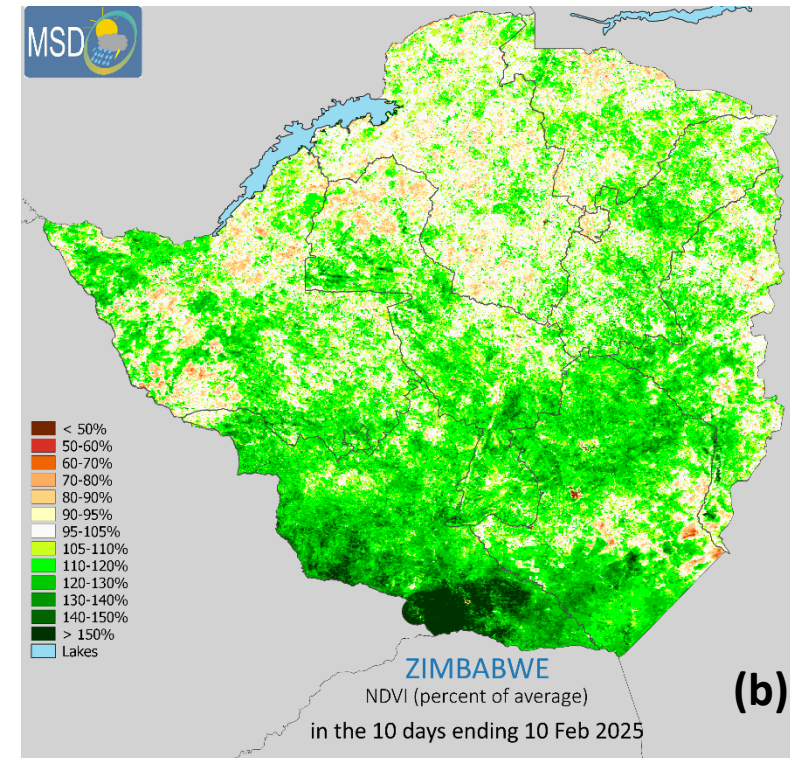 MSD
< 50%
50-60%
60-70%
70-80%
80-90%
90-95%
95-105%
105-110%
110-120%
120-130%
130-140%
140-150%
> 150%
Lakes
ZIMBABWE
NDVI (percent of average)
in the 10 days ending 10 Feb 2025
(b)